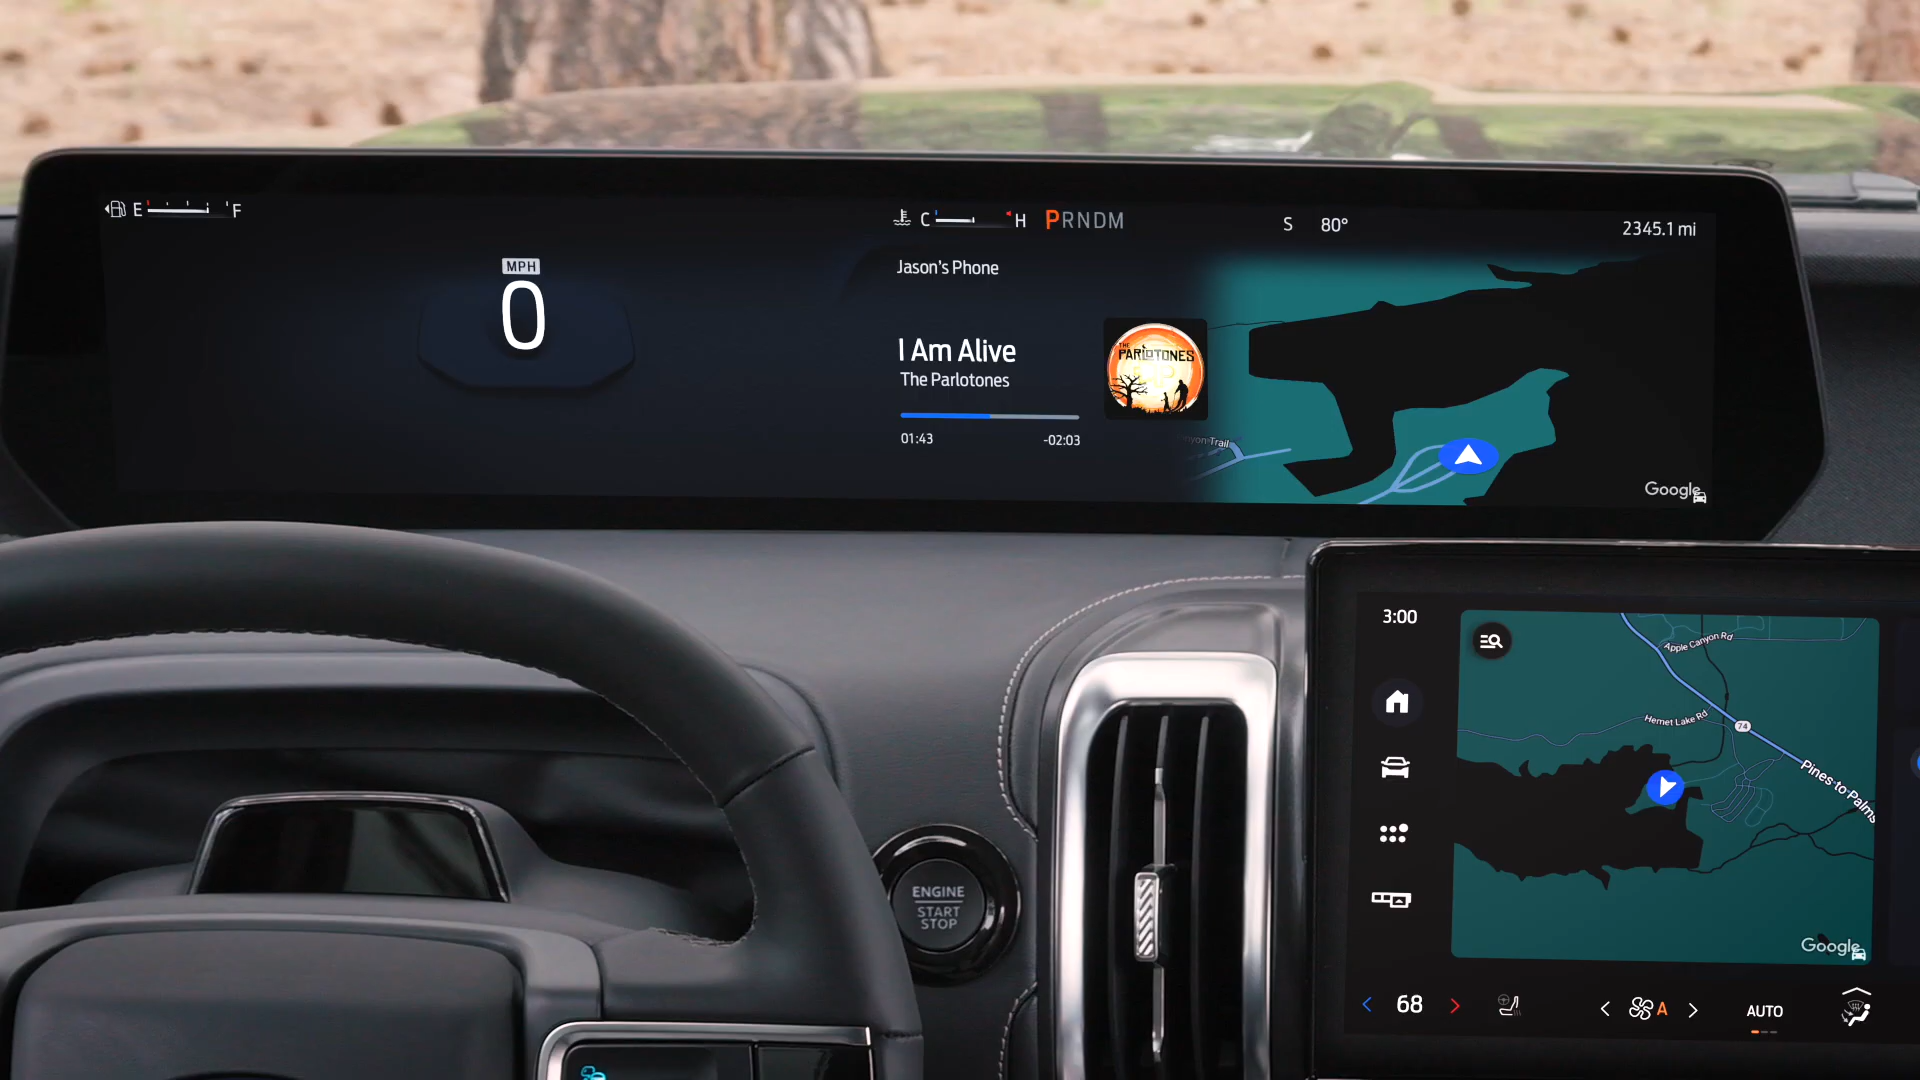 E F
C H PRNDM
S 80° 2345.1 mi
MPH
0
Jason's Phone
I Am Alive
The Parlotones
01:43 -02:03
THE
PARLOTONES
Trail
Google
3:00
Apple Canyon Rd
Hemet Lake Rd
74
Pines to Palms
Google
68
A
AUTO
ENGINE
START
STOP